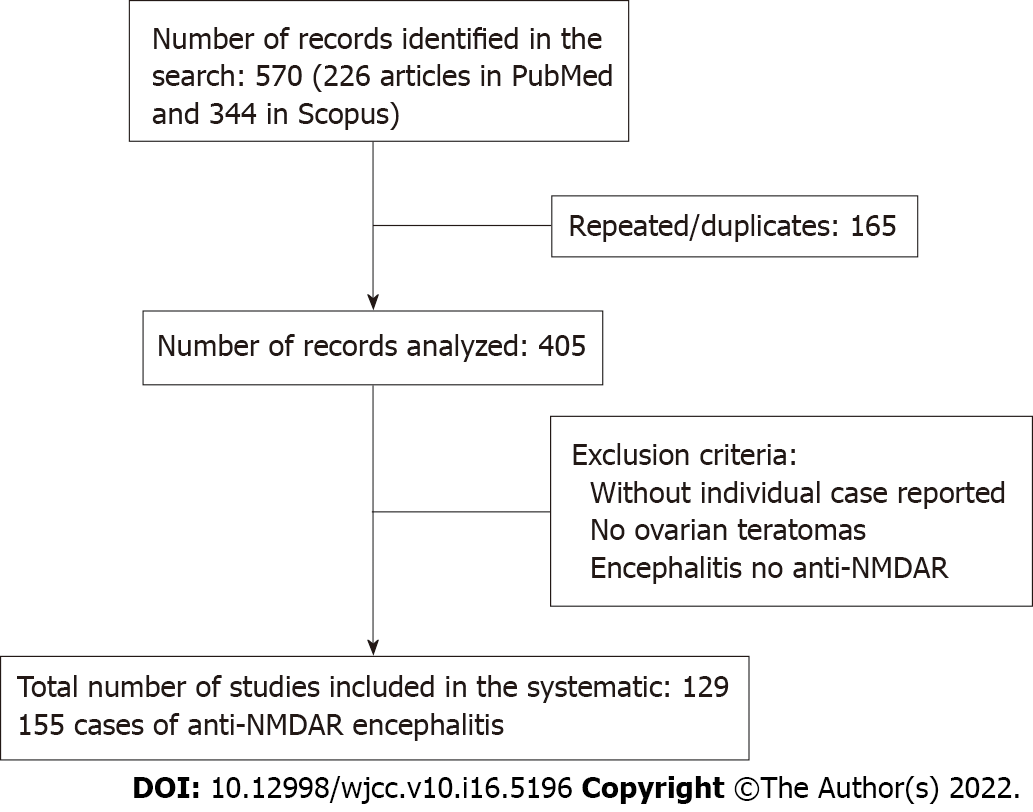 Number of records identified in the
search: 570 (226 articles in PubMed
and 344 in Scopus)
Repeated/duplicates: 165
Number of records analyzed: 405
Exclusion criteria:
Without individual case reported
No ovarian teratomas
Encephalitis no anti-NMDAR
Total number of studies included in the systematic: 129
155 cases of anti-NMDAR encephalitis
DOI: 10.12998/wjcc.v10.i16.5196 Copyright ©The Author(s) 2022.